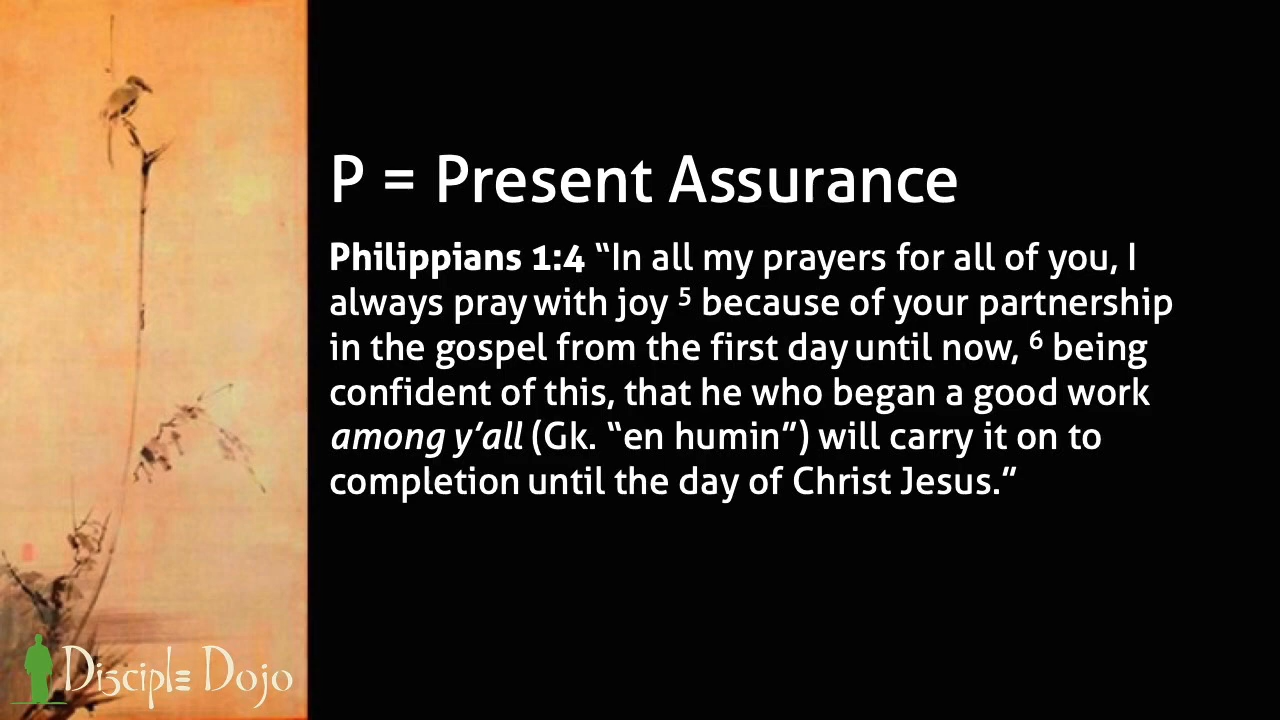 P = Present Assurance
Philippians 1:4 “In all my prayers for all of you, I
always pray with joy ⁵ because of your partnership
in the gospel from the first day until now, ⁶ being
confident of this, that he who began a good work
among y’all (Gk. “en humin”) will carry it on to
completion until the day of Christ Jesus.”
Disciple Dojo